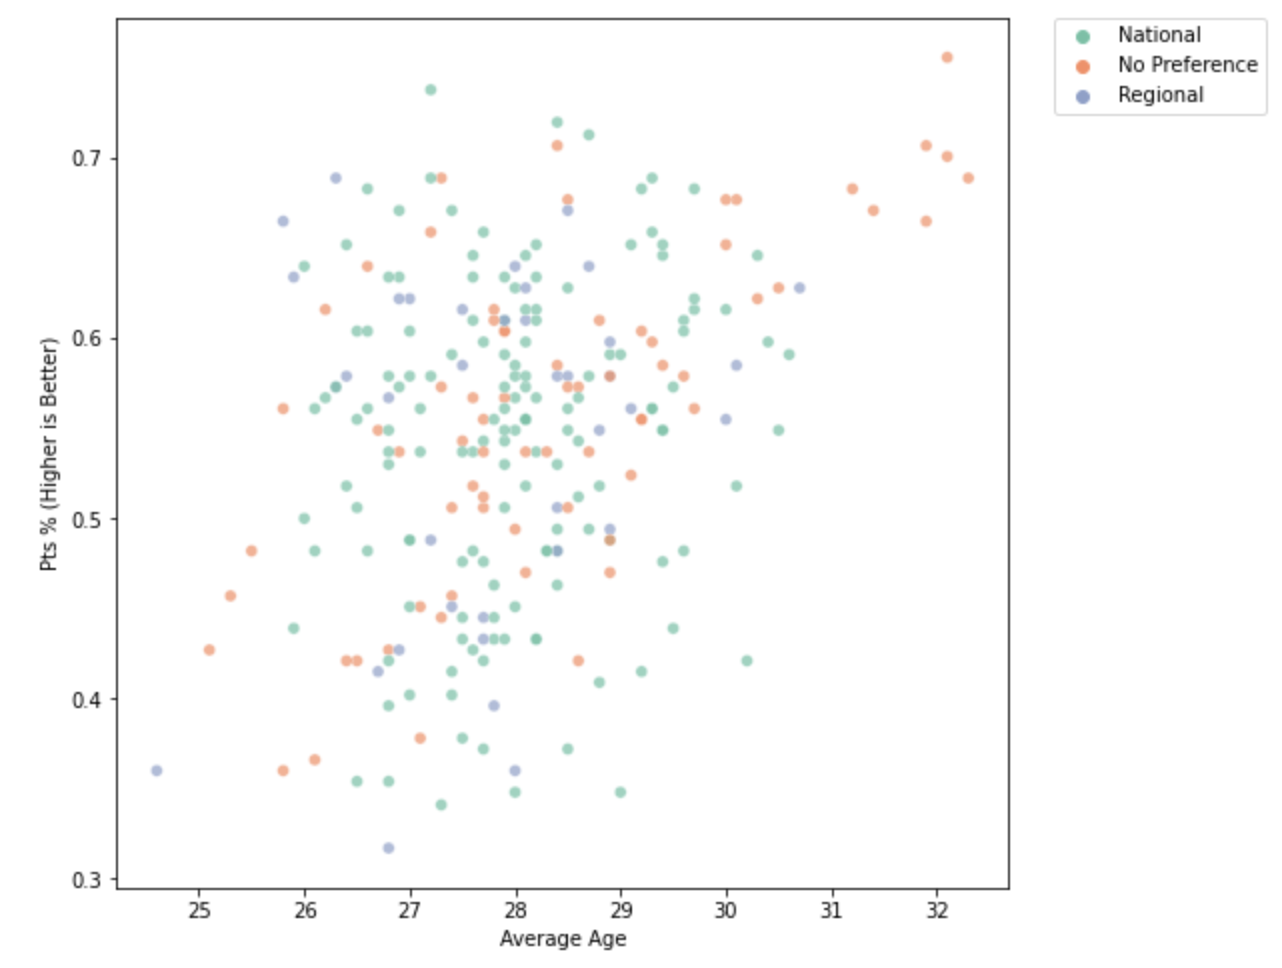 National
No Preference
Regional
Pts % (Higher is Better)
0.7
0.6
0.5
0.4
0.3
25 26 27 28 29 30 31 32
Average Age